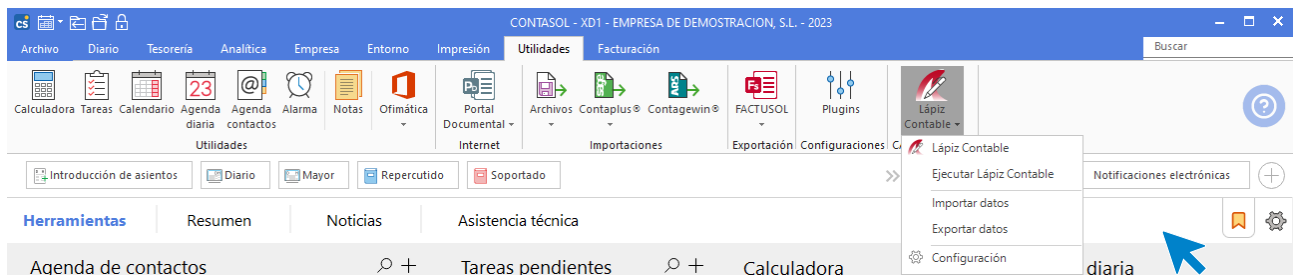 cs
CONTASOL - XD1 - EMPRESA DE DEMOSTRACION, S.L. - 2023
Archivo Diario Tesorería Analítica Empresa Entorno Impresión Utilidades Facturación Buscar
Calculadora Tareas Calendario Agenda diaria Agenda contactos Alarma Notas Ofimática Portal Documental Archivos Contaplus® Contagewin® FACTUSOL Plugins Lápiz Contable
Utilidades Internet Importaciones Exportación Configuraciones
Lápiz Contable
Ejecutar Lápiz Contable
Importar datos
Exportar datos
Configuración
Introducción de asientos Diario Mayor Repercutido Soportado Notificaciones electrónicas
Herramientas Resumen Noticias Asistencia técnica
Agenda de contactos Tareas pendientes Calculadora diaria